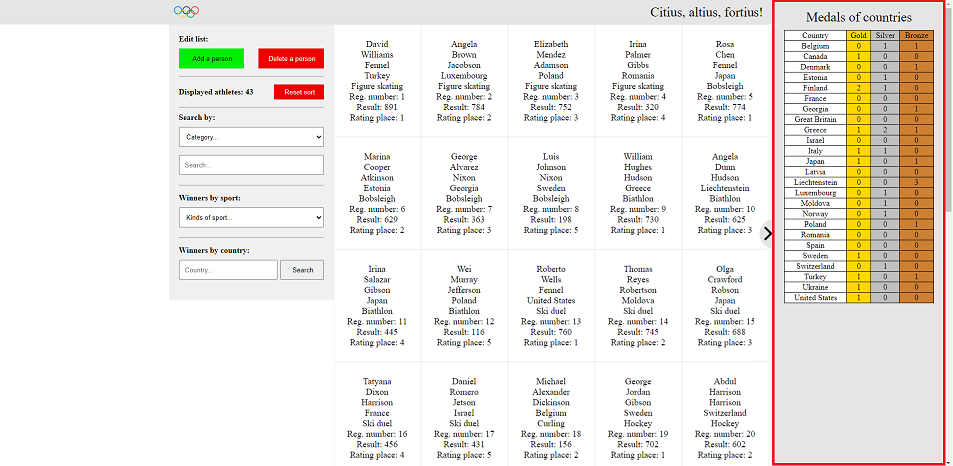 Citius, altius, fortius!
Edit list:
Add a person Delete a person
Displayed athletes: 43 Reset sort
Search by:
Category...
Search...
Winners by sport:
Kinds of sport...
Winners by country:
Country... Search
David
Williams
Fennel
Turkey
Figure skating
Reg. number: 1
Result: 891
Rating place: 1
Angela
Brown
Jacobson
Luxembourg
Figure skating
Reg. number: 2
Result: 784
Rating place: 2
Elizabeth
Mendez
Adamson
Poland
Figure skating
Reg. number: 3
Result: 752
Rating place: 3
Irina
Palmer
Gibbs
Romania
Figure skating
Reg. number: 4
Result: 320
Rating place: 4
Rosa
Chen
Fennel
Japan
Bobsleigh
Reg. number: 5
Result: 774
Rating place: 1
Marina
Cooper
Atkinson
Estonia
Bobsleigh
Reg. number: 6
Result: 629
Rating place: 2
George
Alvarez
Nixon
Georgia
Bobsleigh
Reg. number: 7
Result: 363
Rating place: 3
Luis
Johnson
Nixon
Sweden
Bobsleigh
Reg. number: 8
Result: 198
Rating place: 5
William
Hughes
Hudson
Greece
Biathlon
Reg. number: 9
Result: 730
Rating place: 1
Angela
Dunn
Hudson
Liechtenstein
Biathlon
Reg. number: 10
Result: 625
Rating place: 3
Irina
Salazar
Gibson
Japan
Biathlon
Reg. number: 11
Result: 445
Rating place: 4
Wei
Murray
Jefferson
Poland
Biathlon
Reg. number: 12
Result: 116
Rating place: 5
Roberto
Wells
Fennel
United States
Ski duel
Reg. number: 13
Result: 760
Rating place: 1
Thomas
Reyes
Robertson
Moldova
Ski duel
Reg. number: 14
Result: 745
Rating place: 2
Olga
Crawford
Robson
Japan
Ski duel
Reg. number: 15
Result: 688
Rating place: 3
Tatyana
Dixon
Harrison
France
Ski duel
Reg. number: 16
Result: 456
Rating place: 4
Daniel
Romero
Jetson
Israel
Ski duel
Reg. number: 17
Result: 431
Rating place: 5
Michael
Alexander
Dickinson
Belgium
Curling
Reg. number: 18
Result: 156
Rating place: 2
George
Jordan
Gibson
Sweden
Hockey
Reg. number: 19
Result: 702
Rating place: 1
Abdul
Harrison
Harrison
Switzerland
Hockey
Reg. number: 20
Result: 602
Rating place: 2
Medals of countries
Country Gold Silver Bronze
Belgium 0 1 1
Canada 1 0 0
Denmark 0 0 1
Estonia 0 1 0
Finland 2 1 0
France 0 0 0
Georgia 0 0 1
Great Britain 0 0 0
Greece 1 2 1
Israel 0 0 0
Italy 1 1 0
Japan 1 0 1
Latvia 0 0 0
Liechtenstein 0 0 3
Luxembourg 0 1 0
Moldova 0 1 0
Norway 0 1 0
Poland 0 0 1
Romania 0 0 0
Spain 0 0 0
Sweden 1 0 0
Switzerland 0 1 0
Turkey 1 0 1
Ukraine 1 0 0
United States 1 0 0